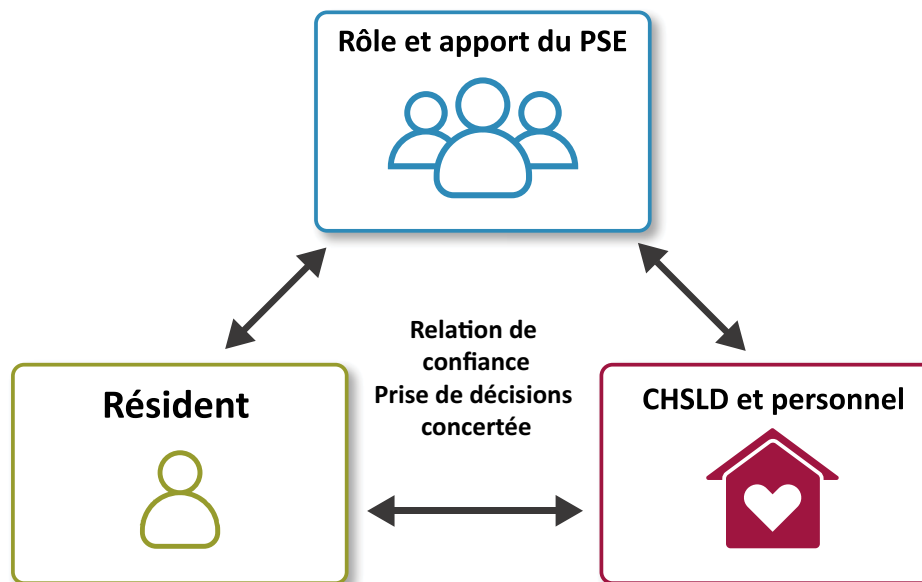 Rôle et apport du PSE
Relation de
confiance
Prise de décisions
concertée
Résident
CHSLD et personnel